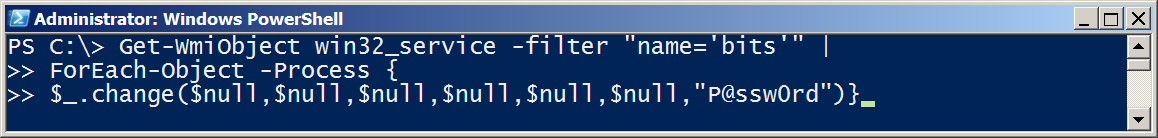 Administrator: Windows PowerShell
PS C:\> Get-WmiObject win32_service -filter "name='bits'" |
>> ForEach-Object -Process {
>> $_.change($null,$null,$null,$null,$null,$null,"P@ssw0rd")}